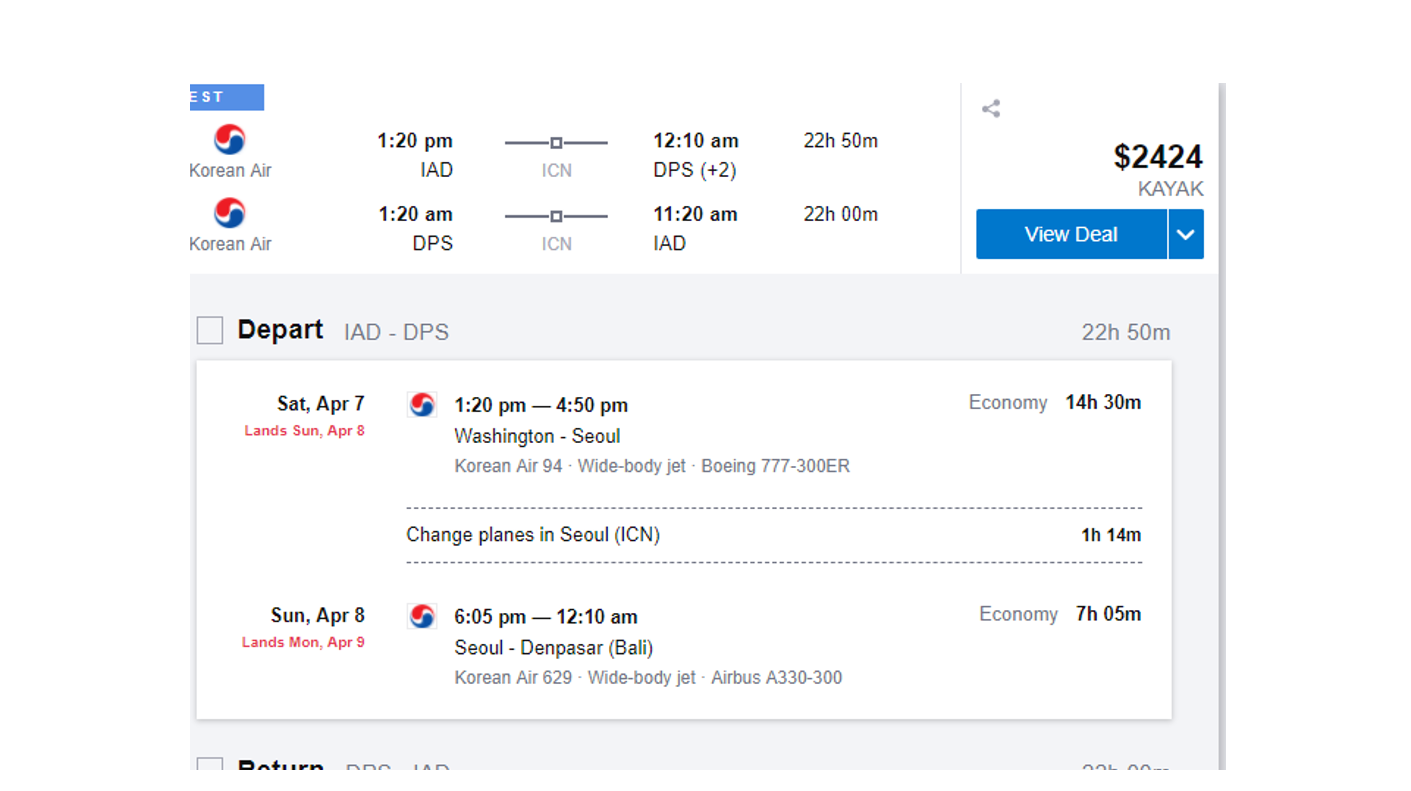 EST
1:20 pm 12:10 am 22h 50m
Korean Air IAD ICN DPS (+2)
$2424
KAYAK
1:20 am 11:20 am 22h 00m
Korean Air DPS ICN IAD
View Deal
Depart IAD - DPS 22h 50m
Sat, Apr 7 1:20 pm — 4:50 pm Economy 14h 30m
Lands Sun, Apr 8 Washington - Seoul
Korean Air 94 · Wide-body jet · Boeing 777-300ER
Change planes in Seoul (ICN) 1h 14m
Sun, Apr 8 6:05 pm — 12:10 am Economy 7h 05m
Lands Mon, Apr 9 Seoul - Denpasar (Bali)
Korean Air 629 · Wide-body jet · Airbus A330-300
Return DPS - IAD 22h 00m